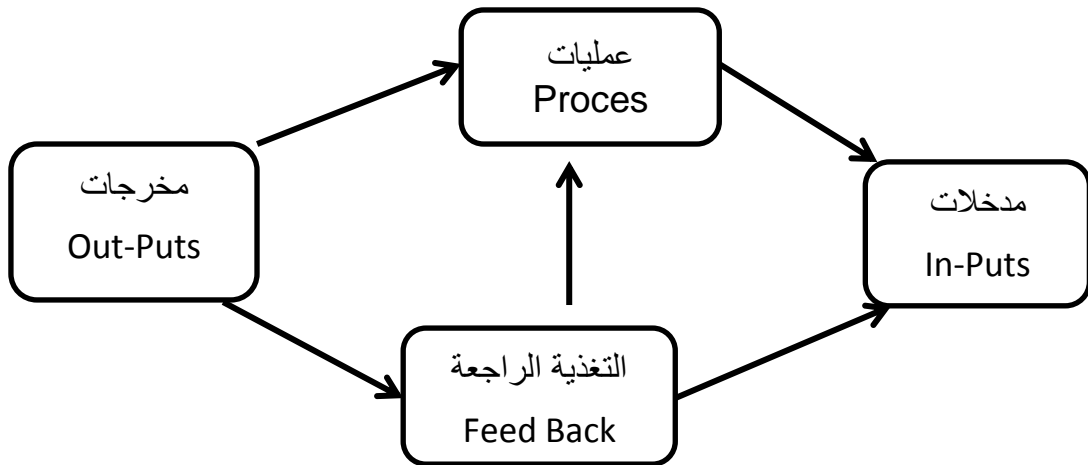 عمليات
Proces
مخرجات
Out-Puts
مدخلات
In-Puts
التغذية الراجعة
Feed Back